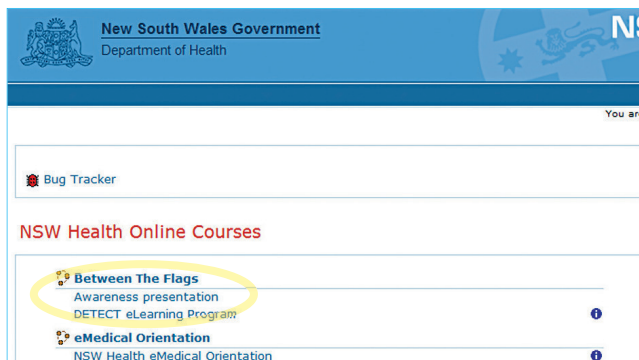 New South Wales Government
Department of Health
NS
You ar
Bug Tracker
NSW Health Online Courses
Between The Flags
Awareness presentation
DETECT eLearning Program
eMedical Orientation
NSW Health eMedical Orientation